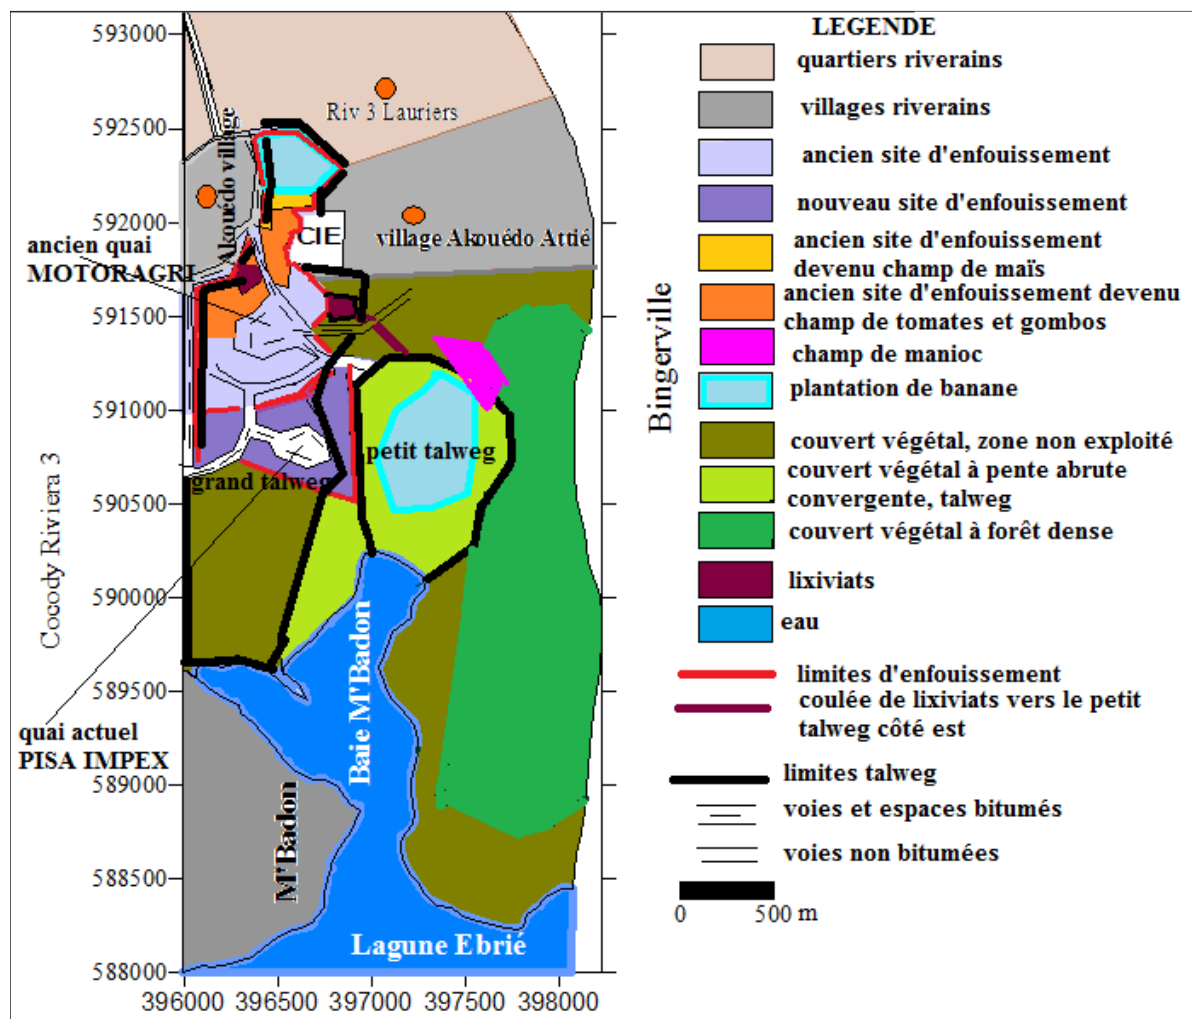 593000
592500
592000
591500
591000
590500
590000
589500
589000
588500
588000
396000
396500
397000
397500
398000
Riv 3 Lauriers
Akouédo village
CIE
village Akouédo Attié
ancien quai
MOTORAGRI
petit talweg
grand talweg
Cocody Riviera 3
Bingerville
quai actuel
PISA IMPEX
Baie M'Badon
M'Badon
Lagune Ebrié
LEGENDE
quartiers riverains
villages riverains
ancien site d'enfouissement
nouveau site d'enfouissement
ancien site d'enfouissement
devenu champ de maïs
ancien site d'enfouissement devenu
champ de tomates et gombos
champ de manioc
plantation de banane
couvert végétal, zone non exploité
couvert végétal à pente abrute
convergente, talweg
couvert végétal à forêt dense
lixiviats
eau
limites d'enfouissement
coulée de lixiviats vers le petit
talweg côté est
limites talweg
voies et espaces bitumés
voies non bitumées
0 500 m